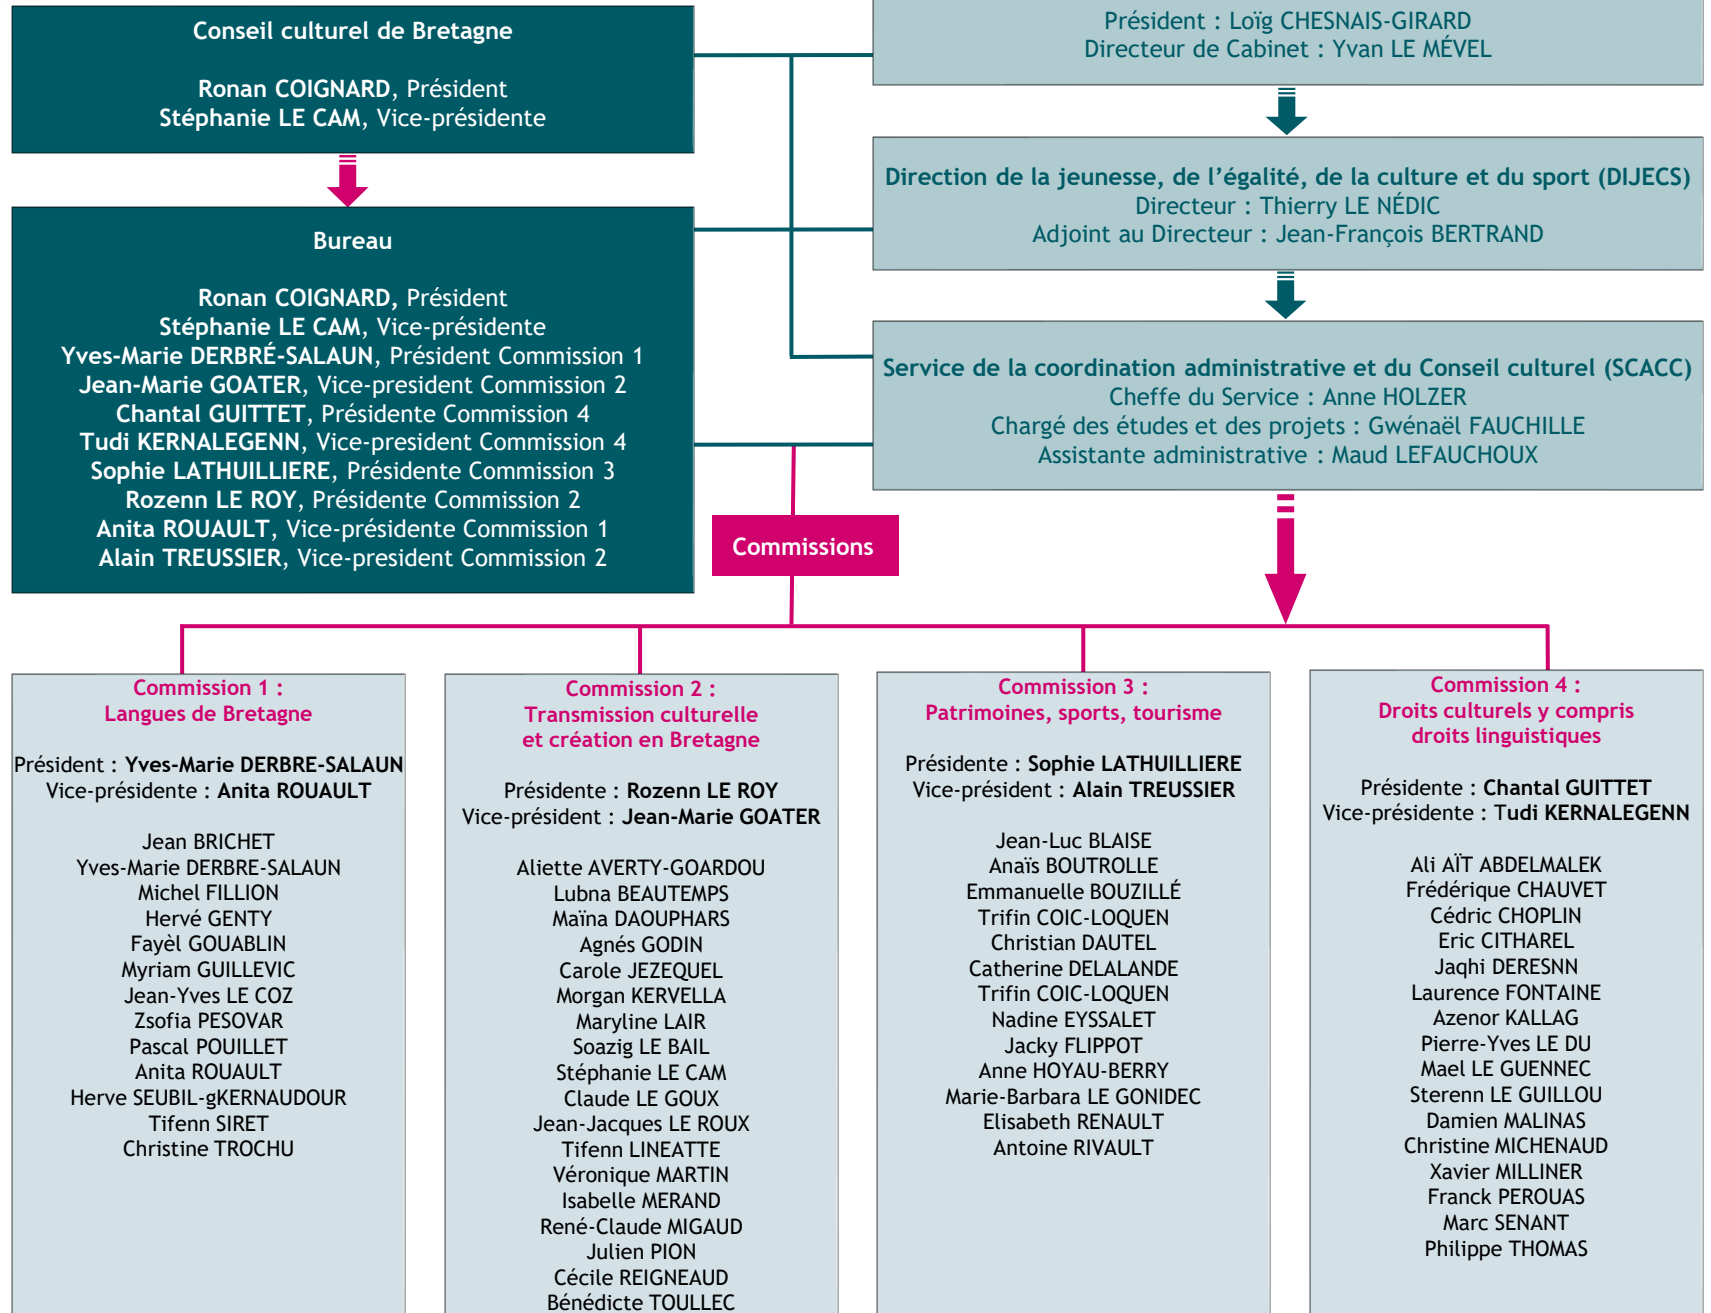 Conseil culturel de Bretagne
Ronan COIGNARD, Président
Stéphanie LE CAM, Vice-présidente
Président : Loïg CHESNAIS-GIRARD
Directeur de Cabinet : Yvan LE MÉVEL
Direction de la jeunesse, de l’égalité, de la culture et du sport (DIJECS)
Directeur : Thierry LE NÉDIC
Adjoint au Directeur : Jean-François BERTRAND
Bureau
Ronan COIGNARD, Président
Stéphanie LE CAM, Vice-présidente
Yves-Marie DERBRÉ-SALAUN, Président Commission 1
Jean-Marie GOATER, Vice-president Commission 2
Chantal GUITTET, Présidente Commission 4
Tudi KERNALEGENN, Vice-president Commission 4
Sophie LATHUILLIERE, Présidente Commission 3
Rozenn LE ROY, Présidente Commission 2
Anita ROUAULT, Vice-présidente Commission 1
Alain TREUSSIER, Vice-president Commission 2
Service de la coordination administrative et du Conseil culturel (SCACC)
Cheffe du Service : Anne HOLZER
Chargé des études et des projets : Gwénaël FAUCHILLE
Assistante administrative : Maud LEFAUCHOUX
Commissions
Commission 1 :
Langues de Bretagne
Président : Yves-Marie DERBRE-SALAUN
Vice-présidente : Anita ROUAULT
Jean BRICHET
Yves-Marie DERBRE-SALAUN
Michel FILLION
Hervé GENTY
Fayèl GOUABLIN
Myriam GUILLEVIC
Jean-Yves LE COZ
Zsofia PESOVAR
Pascal POUILLET
Anita ROUAULT
Herve SEUBIL-gKERNAUDOUR
Tifenn SIRET
Christine TROCHU
Commission 2 :
Transmission culturelle
et création en Bretagne
Présidente : Rozenn LE ROY
Vice-président : Jean-Marie GOATER
Aliette AVERTY-GOARDOU
Lubna BEAUTEMPS
Maïna DAOUPHARS
Agnés GODIN
Carole JEZEQUEL
Morgan KERVELLA
Maryline LAIR
Soazig LE BAIL
Stéphanie LE CAM
Claude LE GOUX
Jean-Jacques LE ROUX
Tifenn LINEATTE
Véronique MARTIN
Isabelle MERAND
René-Claude MIGAUD
Julien PION
Cécile REIGNEAUD
Bénédicte TOULLEC
Commission 3 :
Patrimoines, sports, tourisme
Présidente : Sophie LATHUILLIERE
Vice-président : Alain TREUSSIER
Jean-Luc BLAISE
Anaïs BOUTROLLE
Emmanuelle BOUZILLÉ
Trifin COIC-LOQUEN
Christian DAUTEL
Catherine DELALANDE
Trifin COIC-LOQUEN
Nadine EYSSALET
Jacky FLIPPOT
Anne HOYAU-BERRY
Marie-Barbara LE GONIDEC
Elisabeth RENAULT
Antoine RIVAULT
Commission 4 :
Droits culturels y compris
droits linguistiques
Présidente : Chantal GUITTET
Vice-présidente : Tudi KERNALEGENN
Ali AÏT ABDELMALEK
Frédérique CHAUVET
Cédric CHOPLIN
Eric CITHAREL
Jaqhi DERESNN
Laurence FONTAINE
Azenor KALLAG
Pierre-Yves LE DU
Mael LE GUENNEC
Sterenn LE GUILLOU
Damien MALINAS
Christine MICHENAUD
Xavier MILLINER
Franck PEROUAS
Marc SENANT
Philippe THOMAS